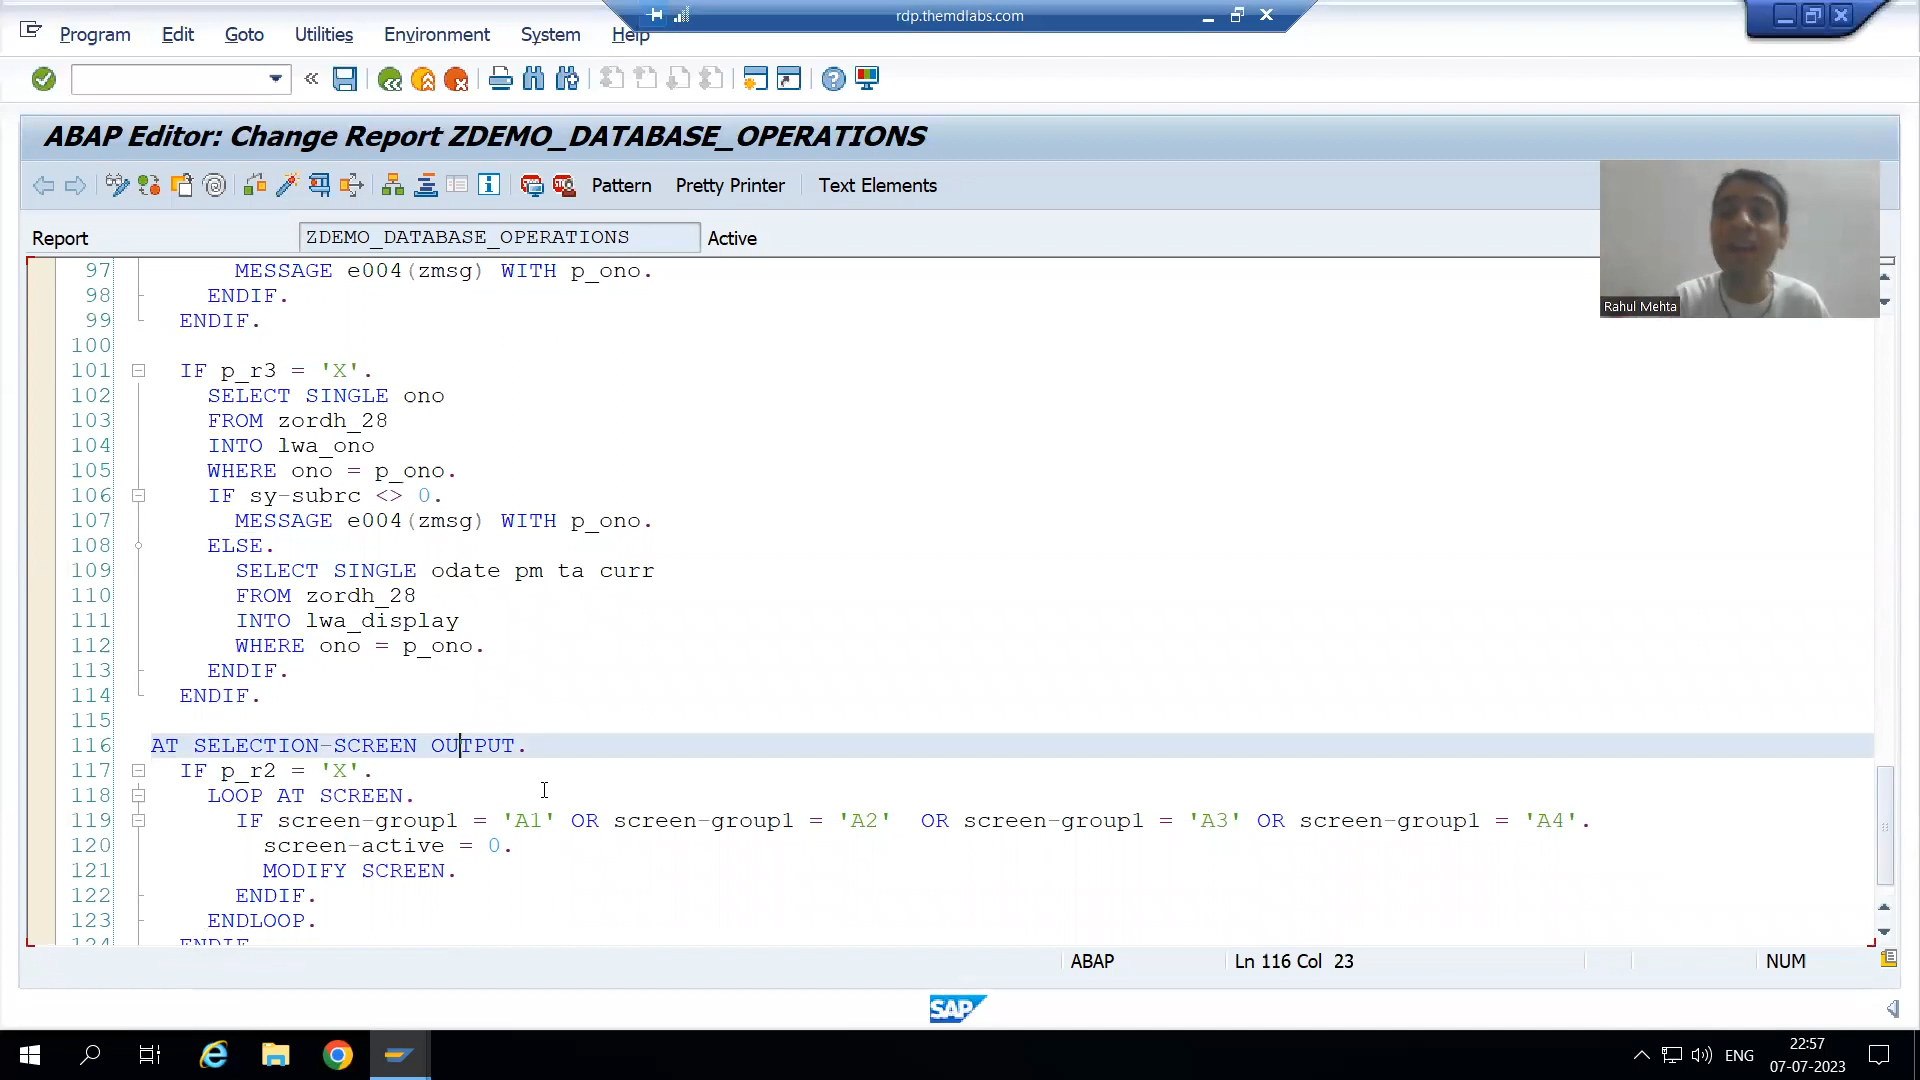 rdp.themdlabs.com
Program Edit Goto Utilities Environment System Help
ABAP Editor: Change Report ZDEMO_DATABASE_OPERATIONS
Pattern Pretty Printer Text Elements
Report ZDEMO_DATABASE_OPERATIONS Active
Rahul Mehta
97 MESSAGE e004(zmsg) WITH p_ono.
98 ENDIF.
99 ENDIF.
100
101 IF p_r3 = 'X'.
102 SELECT SINGLE ono
103 FROM zordh_28
104 INTO lwa_ono
105 WHERE ono = p_ono.
106 IF sy-subrc <> 0.
107 MESSAGE e004(zmsg) WITH p_ono.
108 ELSE.
109 SELECT SINGLE odate pm ta curr
110 FROM zordh_28
111 INTO lwa_display
112 WHERE ono = p_ono.
113 ENDIF.
114 ENDIF.
115
116 AT SELECTION-SCREEN OUTPUT.
117 IF p_r2 = 'X'.
118 LOOP AT SCREEN.
119 IF screen-group1 = 'A1' OR screen-group1 = 'A2' OR screen-group1 = 'A3' OR screen-group1 = 'A4'.
120 screen-active = 0.
121 MODIFY SCREEN.
122 ENDIF.
123 ENDLOOP.
124 ENDIF
ABAP Ln 116 Col 23 NUM
SAP
ENG
22:57
07-07-2023